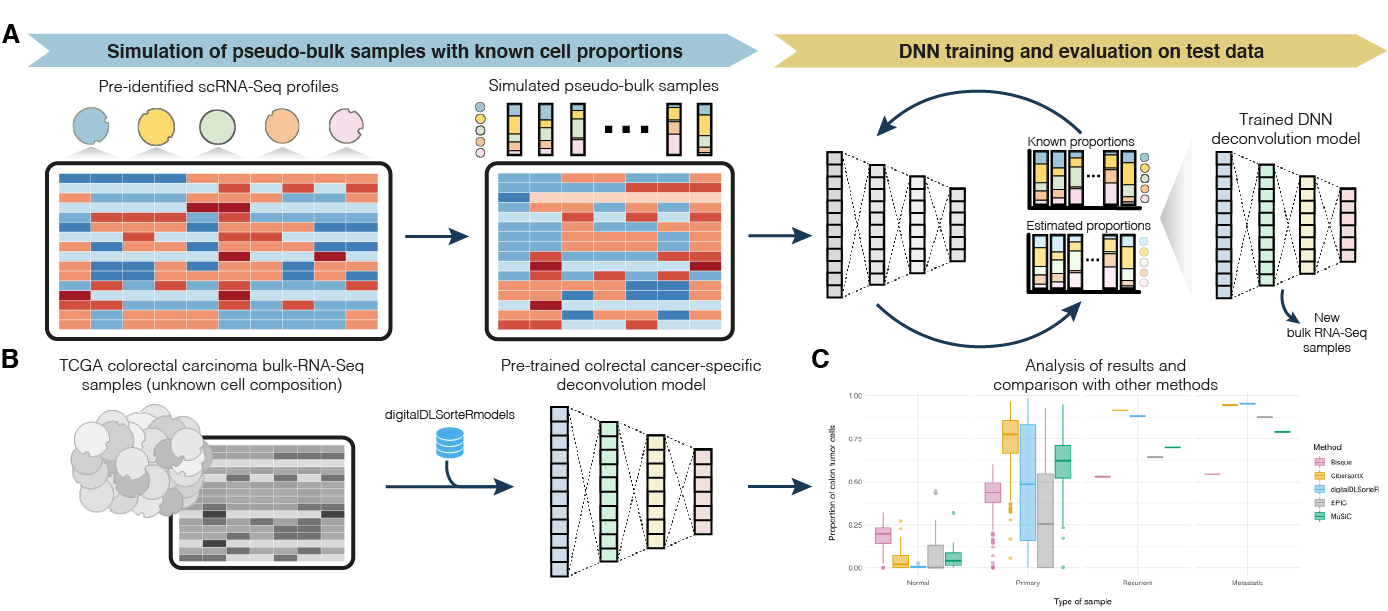 A
Simulation of pseudo-bulk samples with known cell proportions
DNN training and evaluation on test data
Pre-identified scRNA-Seq profiles
Simulated pseudo-bulk samples
Known proportions
Estimated proportions
Trained DNN
deconvolution model
New
bulk RNA-Seq
samples
B
TCGA colorectal carcinoma bulk-RNA-Seq
samples (unknown cell composition)
digitalDLSorteRmodels
Pre-trained colrectal cancer-specific
deconvolution model
C
Analysis of results and
comparison with other methods
Proportion of colon tumor cells
1.00
0.75
0.50
0.25
0.00
Normal
Primary
Recurrent
Metastatic
Type of sample
Method
Bisque
CibersortX
digitalDLSorteR
EPIC
MuSiC